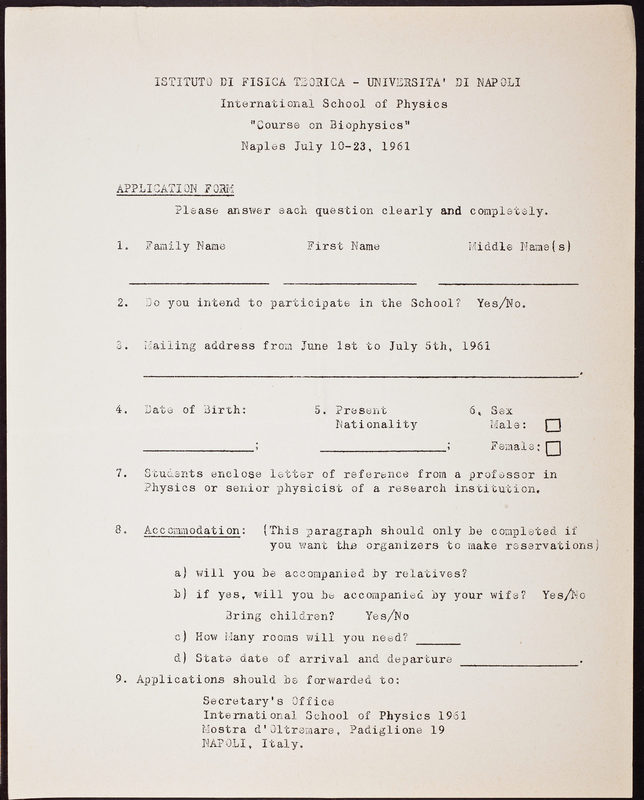 ISTITUTO DI FISICA TEORICA - UNIVERSITA' DI NAPOLI
International School of Physics
"Course on Biophysics"
Naples July 10-23, 1961
APPLICATION FORM
Please answer each question clearly and completely.
1. Family Name First Name Middle Name(s)
2. Do you intend to participate in the School? Yes/No.
3. Mailing address from June 1st to July 5th, 1961
4. Date of Birth: 5. Present 6. Sex
Nationality Male:
; ; Female:
7. Students enclose letter of reference from a professor in
Physics or senior physicist of a research institution.
8. Accommodation: (This paragraph should only be completed if
you want the organizers to make reservations)
a) will you be accompanied by relatives?
b) if yes, will you be accompanied by your wife? Yes/No
Bring children? Yes/No
c) How Many rooms will you need?
d) State date of arrival and departure .
9. Applications should be forwarded to:
Secretary's Office
International School of Physics 1961
Mostra d'Oltremare, Padiglione 19
NAPOLI, Italy.